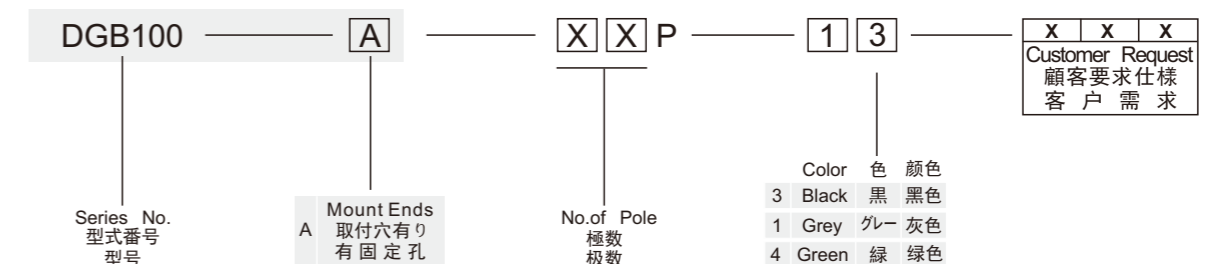 DGB100 A X X P 1 3 X X X
Customer Request
顧客要求仕様
客户需求
Color 色 颜色
3 Black 黒 黑色
1 Grey グレー 灰色
4 Green 緑 绿色
Series No.
型式番号
型号
A Mount Ends
取付穴有り
有固定孔
No.of Pole
極数
极数